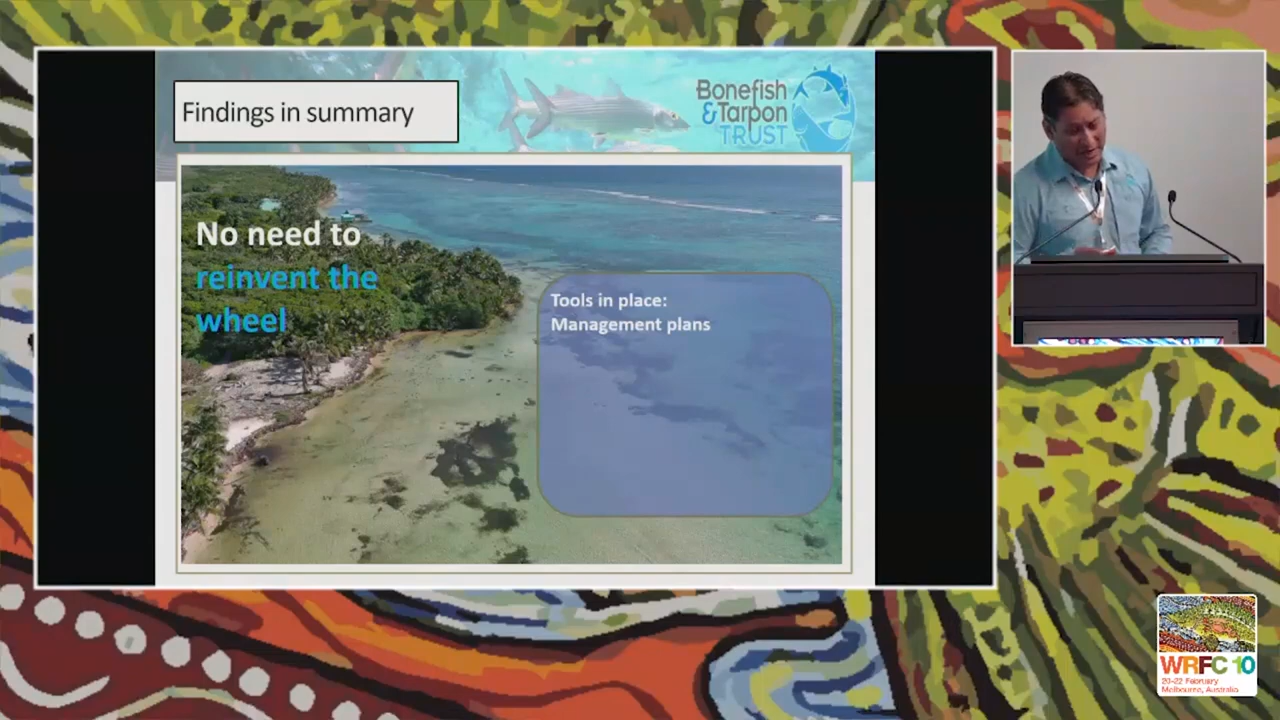 Findings in summary
Bonefish
& Tarpon
TRUST
No need to
reinvent the
wheel
Tools in place:
Management plans
WRFC 10
20-22 February
Melbourne, Australia